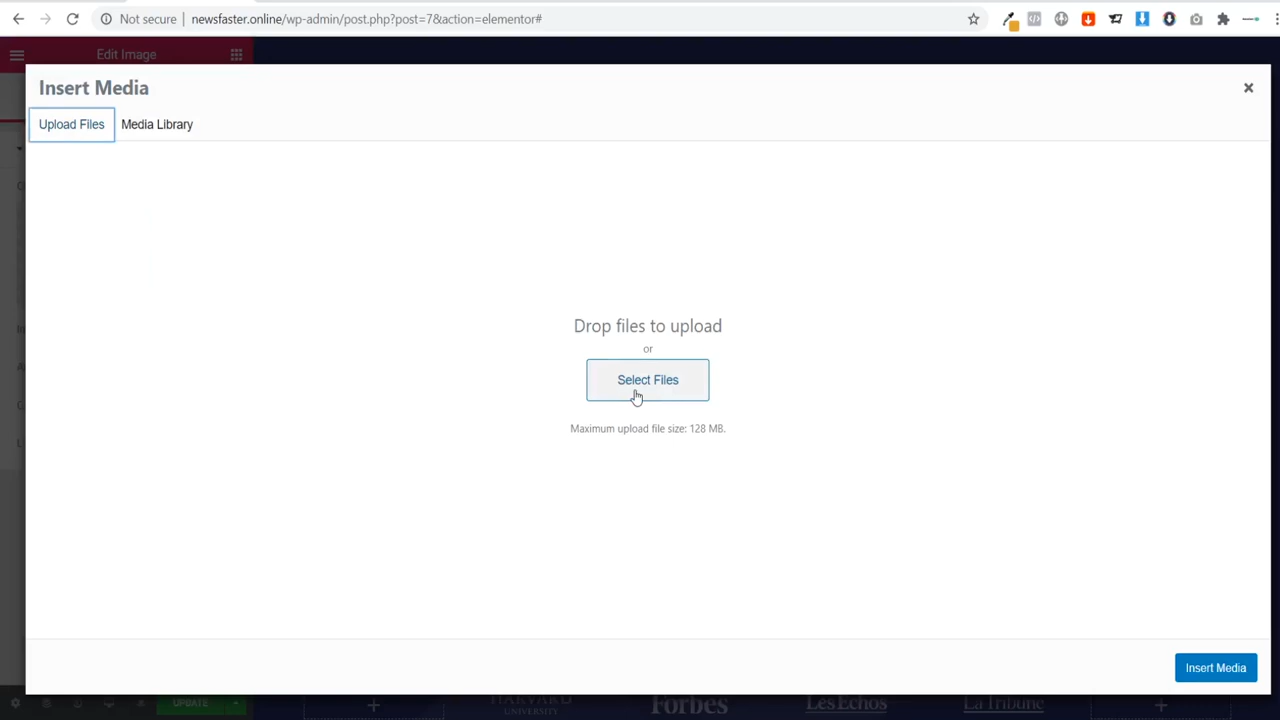 Not secure
newsfaster.online/wp-admin/post.php?post=7&action=elementor#
Edit Image
Insert Media
Upload Files
Media Library
Drop files to upload
or
Select Files
Maximum upload file size: 128 MB.
Insert Media
UPDATE
HARVARD
UNIVERSITY
Forbes
Les Echos
La Tribune